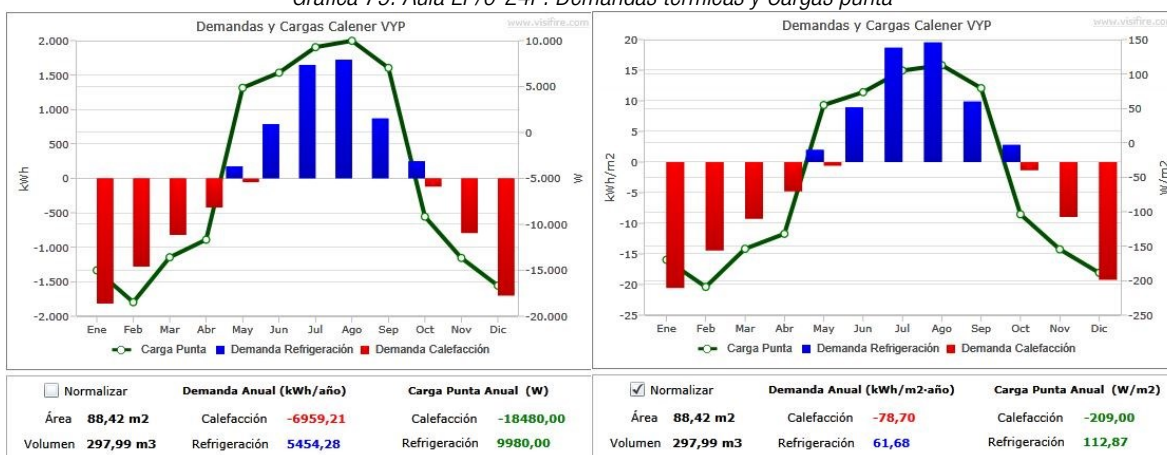 Gráfica Aula Demandas térmicas y Cargas punta
Demandas y Cargas Calener VYP
www.visifire.com
kWh
2.000
1.500
1.000
500
0
-500
-1.000
-1.500
-2.000
10.000
5.000
0
-5.000
-10.000
-15.000
-20.000
W
Ene Feb Mar Abr May Jun Jul Ago Sep Oct Nov Dic
Carga Punta Demanda Refrigeración Demanda Calefacción
Normalizar Demanda Anual (kWh/año) Carga Punta Anual (W)
Área 88,42 m2 Calefacción -6959,21 Calefacción -18480,00
Volumen 297,99 m3 Refrigeración 5454,28 Refrigeración 9980,00
Demandas y Cargas Calener VYP
www.visifire.com
kWh/m2
20
15
10
5
0
-5
-10
-15
-20
-25
150
100
50
0
-50
-100
-150
-200
-250
W/m2
Ene Feb Mar Abr May Jun Jul Ago Sep Oct Nov Dic
Carga Punta Demanda Refrigeración Demanda Calefacción
Normalizar Demanda Anual (kWh/m2-año) Carga Punta Anual (W/m2)
Área 88,42 m2 Calefacción -78,70 Calefacción -209,00
Volumen 297,99 m3 Refrigeración 61,68 Refrigeración 112,87